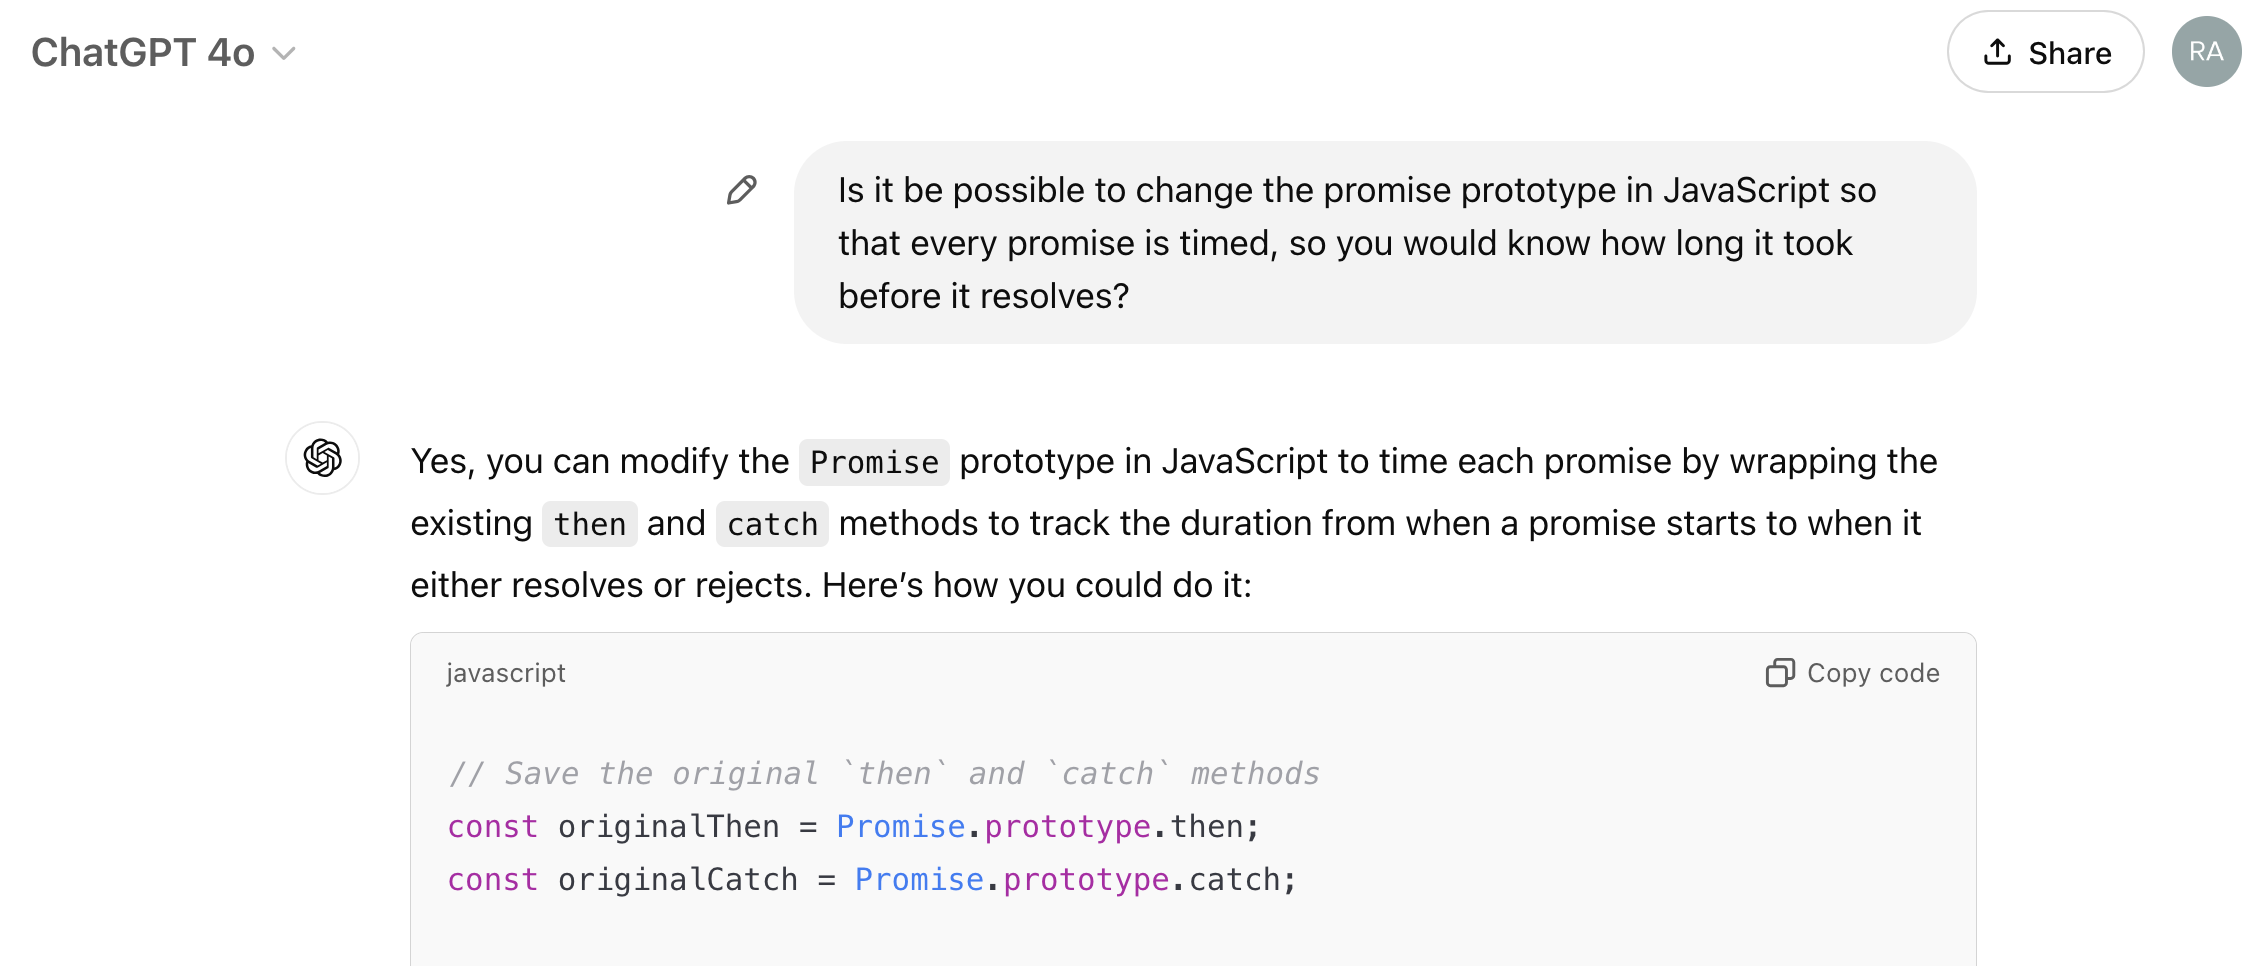 ChatGPT 4o
Share
RA
Is it be possible to change the promise prototype in JavaScript so
that every promise is timed, so you would know how long it took
before it resolves?
Yes, you can modify the Promise prototype in JavaScript to time each promise by wrapping the
existing then and catch methods to track the duration from when a promise starts to when it
either resolves or rejects. Here’s how you could do it:
javascript
Copy code
// Save the original `then` and `catch` methods
const originalThen = Promise.prototype.then;
const originalCatch = Promise.prototype.catch;